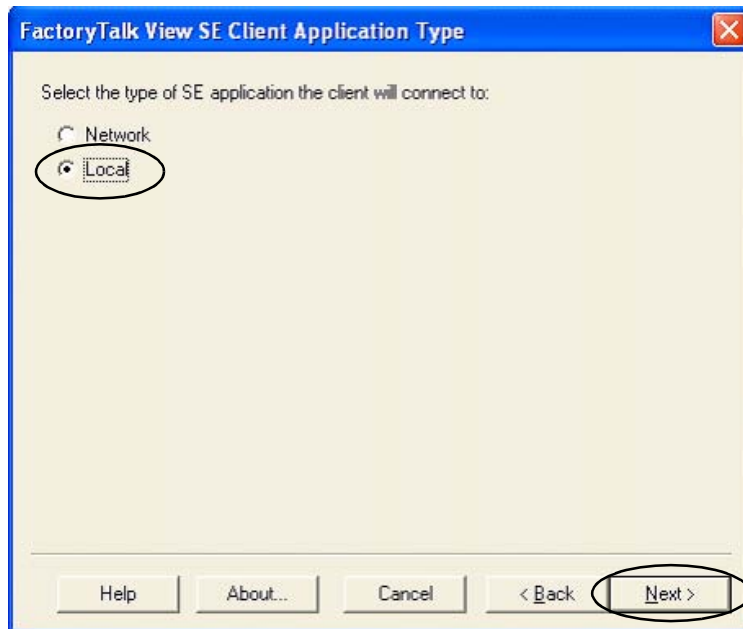 FactoryTalk View SE Client Application Type
Select the type of SE application the client will connect to:
Network
Local
Help About... Cancel < Back Next >